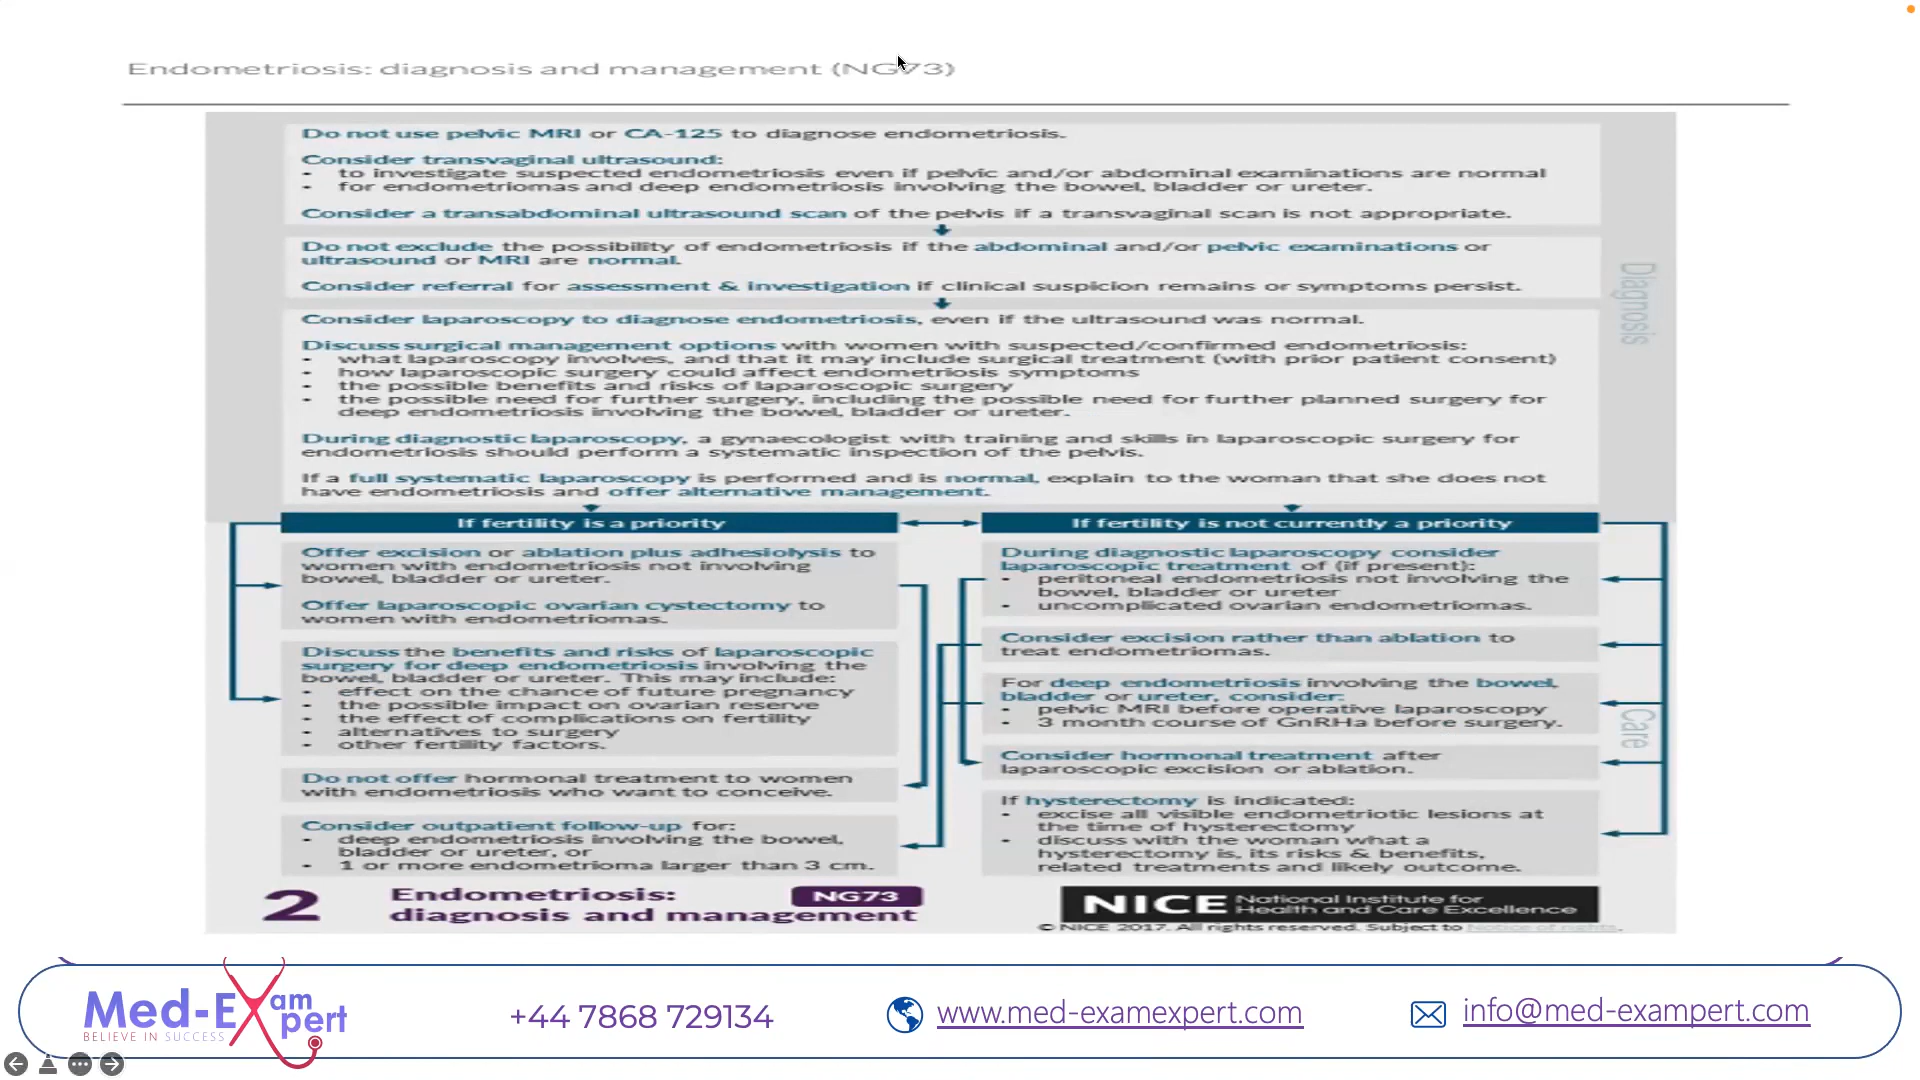 Endometriosis: diagnosis and management (NG73)
Do not use pelvic MRI or CA-125 to diagnose endometriosis.
Consider transvaginal ultrasound:
• to investigate suspected endometriosis even if pelvic and/or abdominal examinations are normal
• for endometriomas and deep endometriosis involving the bowel, bladder or ureter.
Consider a transabdominal ultrasound scan of the pelvis if a transvaginal scan is not appropriate.
Do not exclude the possibility of endometriosis if the abdominal and/or pelvic examinations or
ultrasound or MRI are normal.
Consider referral for assessment & investigation if clinical suspicion remains or symptoms persist.
Consider laparoscopy to diagnose endometriosis, even if the ultrasound was normal.
Discuss surgical management options with women with suspected/confirmed endometriosis:
• what laparoscopy involves, and that it may include surgical treatment (with prior patient consent)
• how laparoscopic surgery could affect endometriosis symptoms
• the possible benefits and risks of laparoscopic surgery
• the possible need for further surgery, including the possible need for further planned surgery for
deep endometriosis involving the bowel, bladder or ureter.
During diagnostic laparoscopy, a gynaecologist with training and skills in laparoscopic surgery for
endometriosis should perform a systematic inspection of the pelvis.
If a full systematic laparoscopy is performed and is normal, explain to the woman that she does not
have endometriosis and offer alternative management.
Diagnosis
If fertility is a priority
Offer excision or ablation plus adhesiolysis to
women with endometriosis not involving
bowel, bladder or ureter.
Offer laparoscopic ovarian cystectomy to
women with endometriomas.
Discuss the benefits and risks of laparoscopic
surgery for deep endometriosis involving the
bowel, bladder or ureter. This may include:
• effect on the chance of future pregnancy
• the possible impact on ovarian reserve
• the effect of complications on fertility
• alternatives to surgery
• other fertility factors.
Do not offer hormonal treatment to women
with endometriosis who want to conceive.
Consider outpatient follow-up for:
• deep endometriosis involving the bowel,
bladder or ureter, or
• 1 or more endometrioma larger than 3 cm.
If fertility is not currently a priority
During diagnostic laparoscopy consider
laparoscopic treatment of (if present):
• peritoneal endometriosis not involving the
bowel, bladder or ureter
• uncomplicated ovarian endometriomas.
Consider excision rather than ablation to
treat endometriomas.
For deep endometriosis involving the bowel,
bladder or ureter, consider:
• pelvic MRI before operative laparoscopy
• 3 month course of GnRHa before surgery.
Consider hormonal treatment after
laparoscopic excision or ablation.
If hysterectomy is indicated:
• excise all visible endometriotic lesions at
the time of hysterectomy
• discuss with the woman what a
hysterectomy is, its risks & benefits,
related treatments and likely outcome.
Care
2 Endometriosis: NG73
diagnosis and management
NICE National Institute for
Health and Care Excellence
© NICE 2017. All rights reserved. Subject to Notice of rights.
Med-Exam
pert
BELIEVE IN SUCCESS
+44 7868 729134
www.med-examexpert.com
info@med-exampert.com